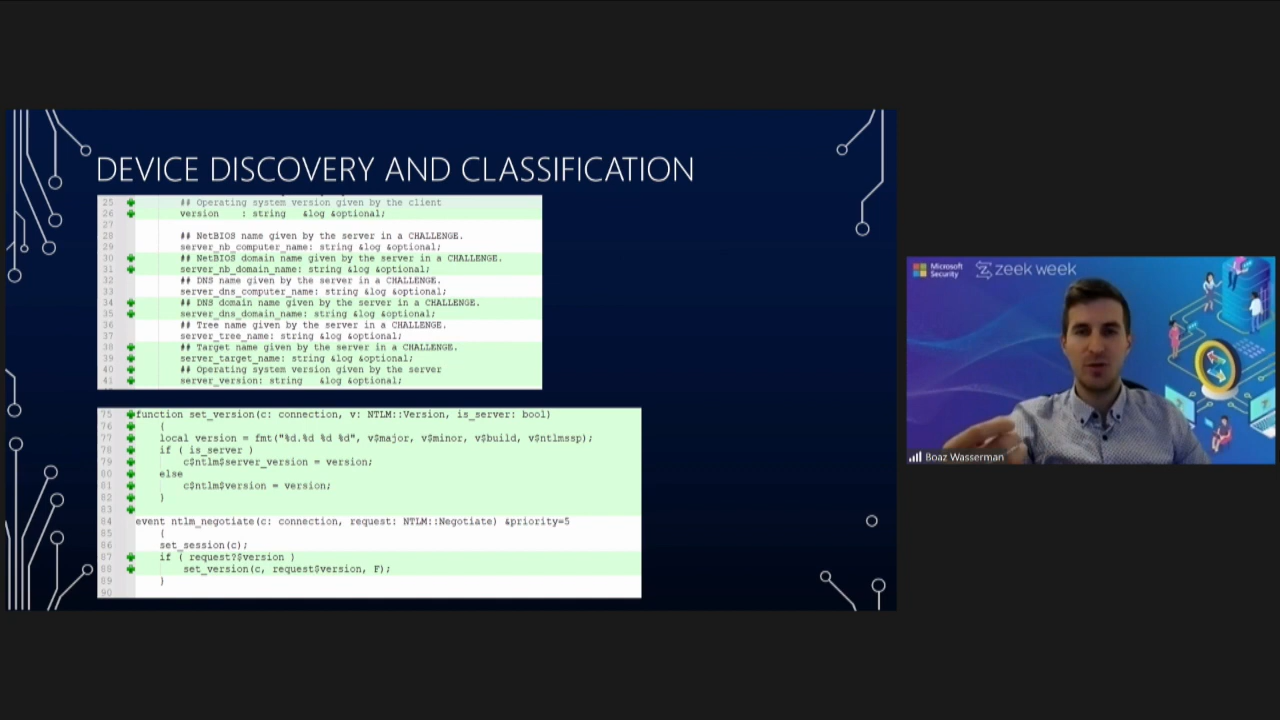 DEVICE DISCOVERY AND CLASSIFICATION
25 ## Operating system version given by the client
26 version : string &log &optional;
27
28 ## NetBIOS name given by the server in a CHALLENGE.
29 server_nb_computer_name: string &log &optional;
30 ## NetBIOS domain name given by the server in a CHALLENGE.
31 server_nb_domain_name: string &log &optional;
32 ## DNS name given by the server in a CHALLENGE.
33 server_dns_computer_name: string &log &optional;
34 ## DNS domain name given by the server in a CHALLENGE.
35 server_dns_domain_name: string &log &optional;
36 ## Tree name given by the server in a CHALLENGE.
37 server_tree_name: string &log &optional;
38 ## Target name given by the server in a CHALLENGE.
39 server_target_name: string &log &optional;
40 ## Operating system version given by the server
41 server_version: string &log &optional;
75 function set_version(c: connection, v: NTLM::Version, is_server: bool)
76 {
77 local version = fmt("%d.%d %d %d", v$major, v$minor, v$build, v$ntlmssp);
78 if ( is_server )
79 c$ntlm$server_version = version;
80 else
81 c$ntlm$version = version;
82 }
83
84 event ntlm_negotiate(c: connection, request: NTLM::Negotiate) &priority=5
85 {
86 set_session(c);
87 if ( request?$version )
88 set_version(c, request$version, F);
89 }
90
Microsoft
Security
zeek week
Boaz Wasserman